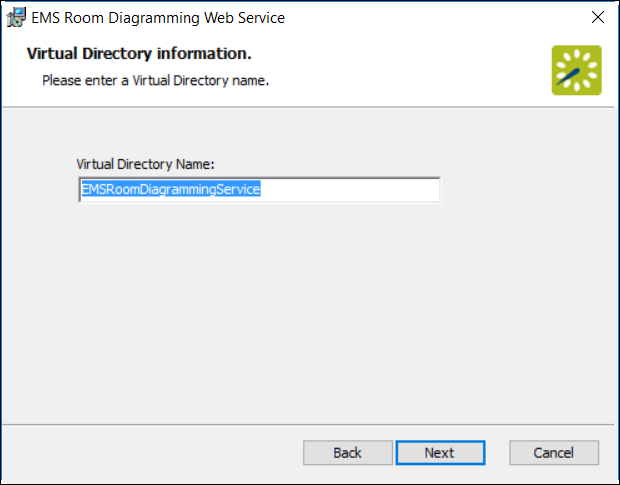 EMS Room Diagramming Web Service
Virtual Directory information.
Please enter a Virtual Directory name.
Virtual Directory Name:
EMSRoomDiagrammingService
Back
Next
Cancel